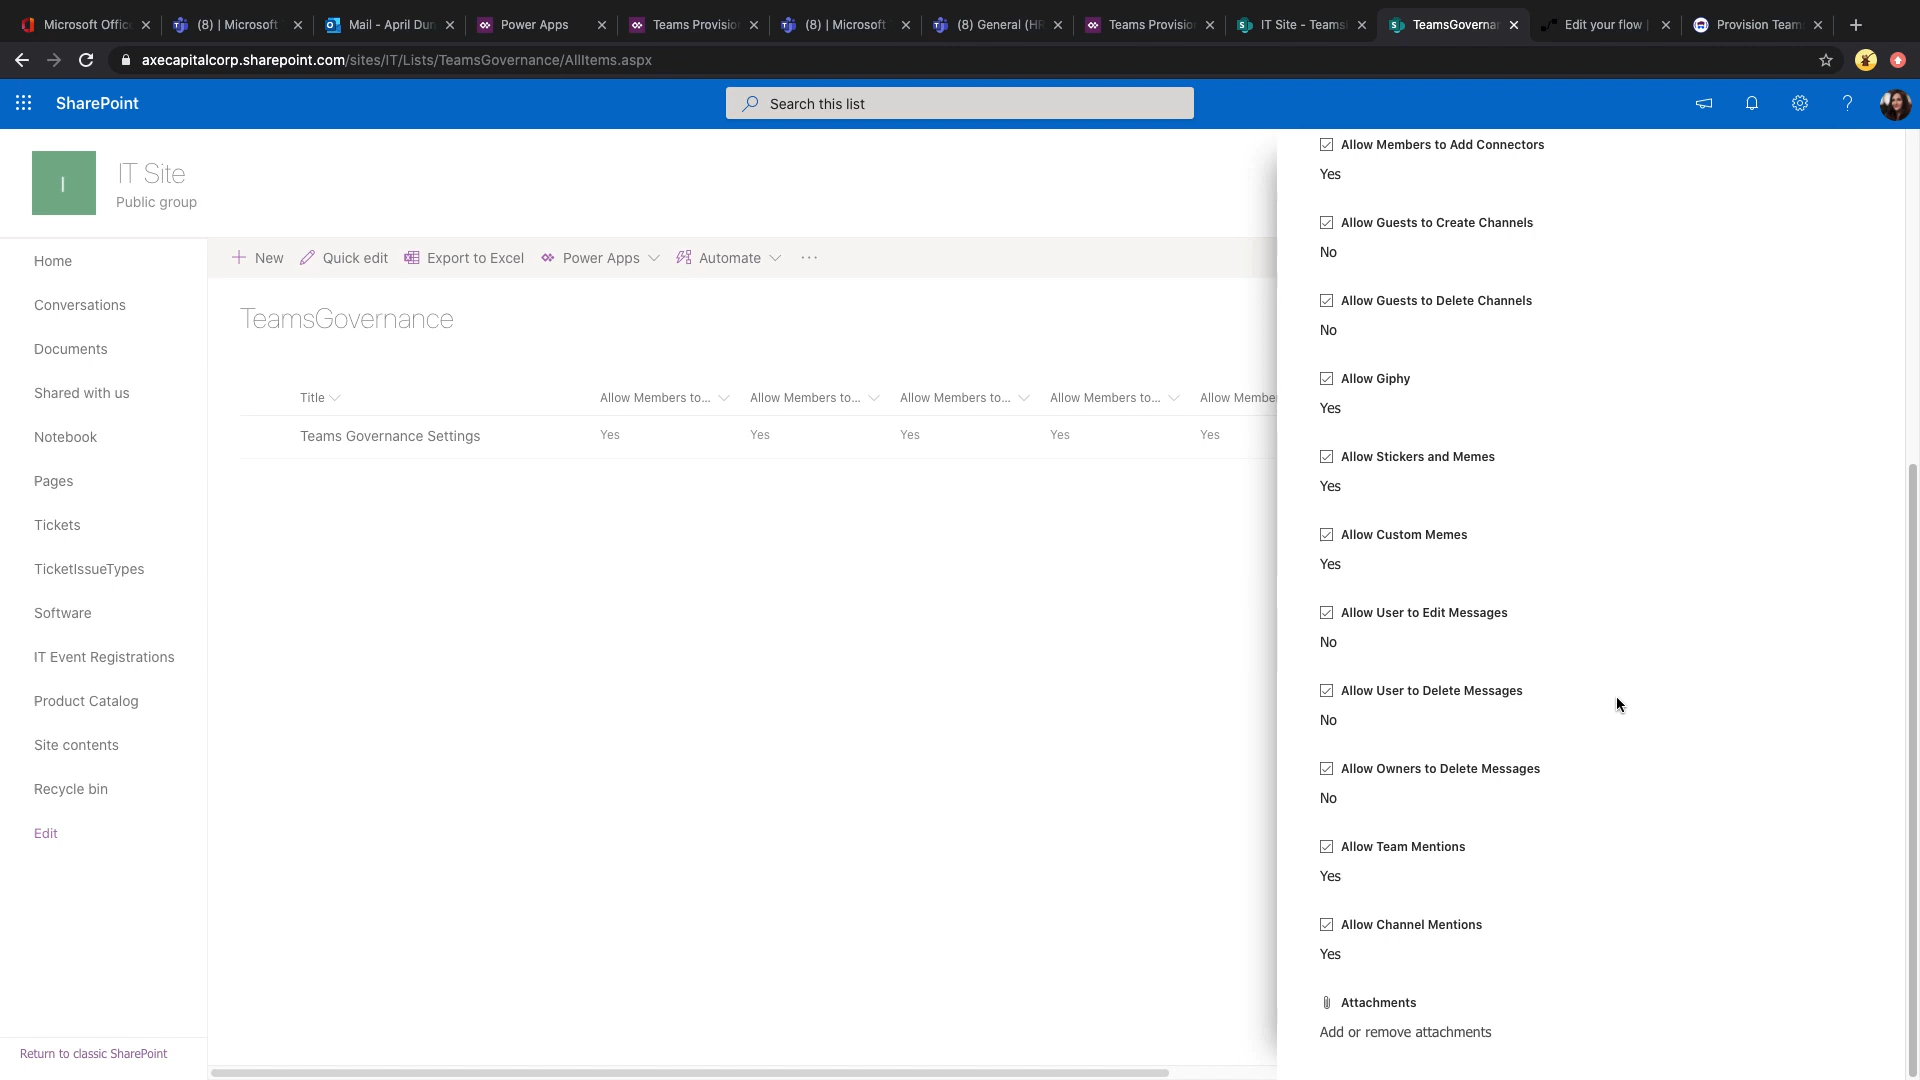 Microsoft Offic
(8) | Microsoft
Mail - April Dun
Power Apps
Teams Provisio
(8) | Microsoft
(8) General (HR
Teams Provisio
IT Site - Teams
TeamsGovernan
Edit your flow
Provision Team
axecapitalcorp.sharepoint.com/sites/IT/Lists/TeamsGovernance/AllItems.aspx
SharePoint
Search this list
I
IT Site
Public group
Home
Conversations
Documents
Shared with us
Notebook
Pages
Tickets
TicketIssueTypes
Software
IT Event Registrations
Product Catalog
Site contents
Recycle bin
Edit
Return to classic SharePoint
New
Quick edit
Export to Excel
Power Apps
Automate
TeamsGovernance
Title
Allow Members to...
Allow Members to...
Allow Members to...
Allow Members to...
Allow Membe
Teams Governance Settings
Yes
Yes
Yes
Yes
Yes
Allow Members to Add Connectors
Yes
Allow Guests to Create Channels
No
Allow Guests to Delete Channels
No
Allow Giphy
Yes
Allow Stickers and Memes
Yes
Allow Custom Memes
Yes
Allow User to Edit Messages
No
Allow User to Delete Messages
No
Allow Owners to Delete Messages
No
Allow Team Mentions
Yes
Allow Channel Mentions
Yes
Attachments
Add or remove attachments